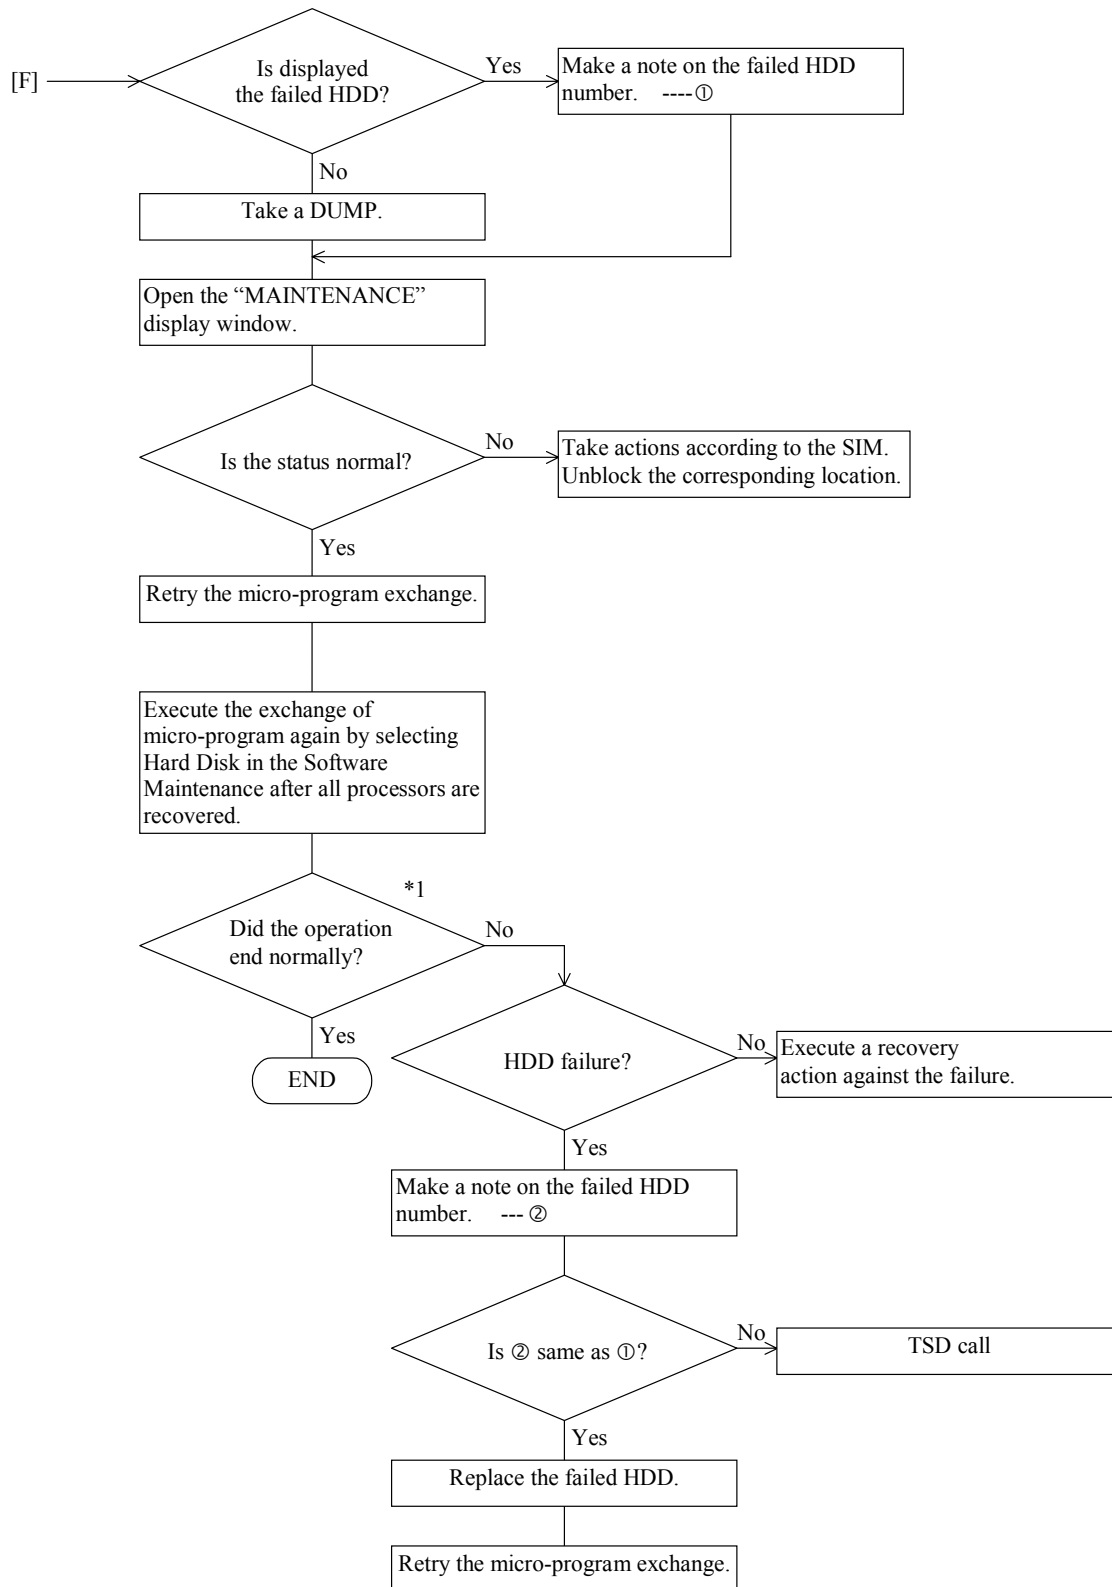 [F]
Is displayed
the failed HDD?
Yes
Make a note on the failed HDD
number. ----①
No
Take a DUMP.
Open the “MAINTENANCE”
display window.
Is the status normal?
No
Take actions according to the SIM.
Unblock the corresponding location.
Yes
Retry the micro-program exchange.
Execute the exchange of
micro-program again by selecting
Hard Disk in the Software
Maintenance after all processors are
recovered.
*1
Did the operation
end normally?
No
Yes
END
HDD failure?
No
Execute a recovery
action against the failure.
Yes
Make a note on the failed HDD
number. --- ②
Is ② same as ①?
No
TSD call
Yes
Replace the failed HDD.
Retry the micro-program exchange.